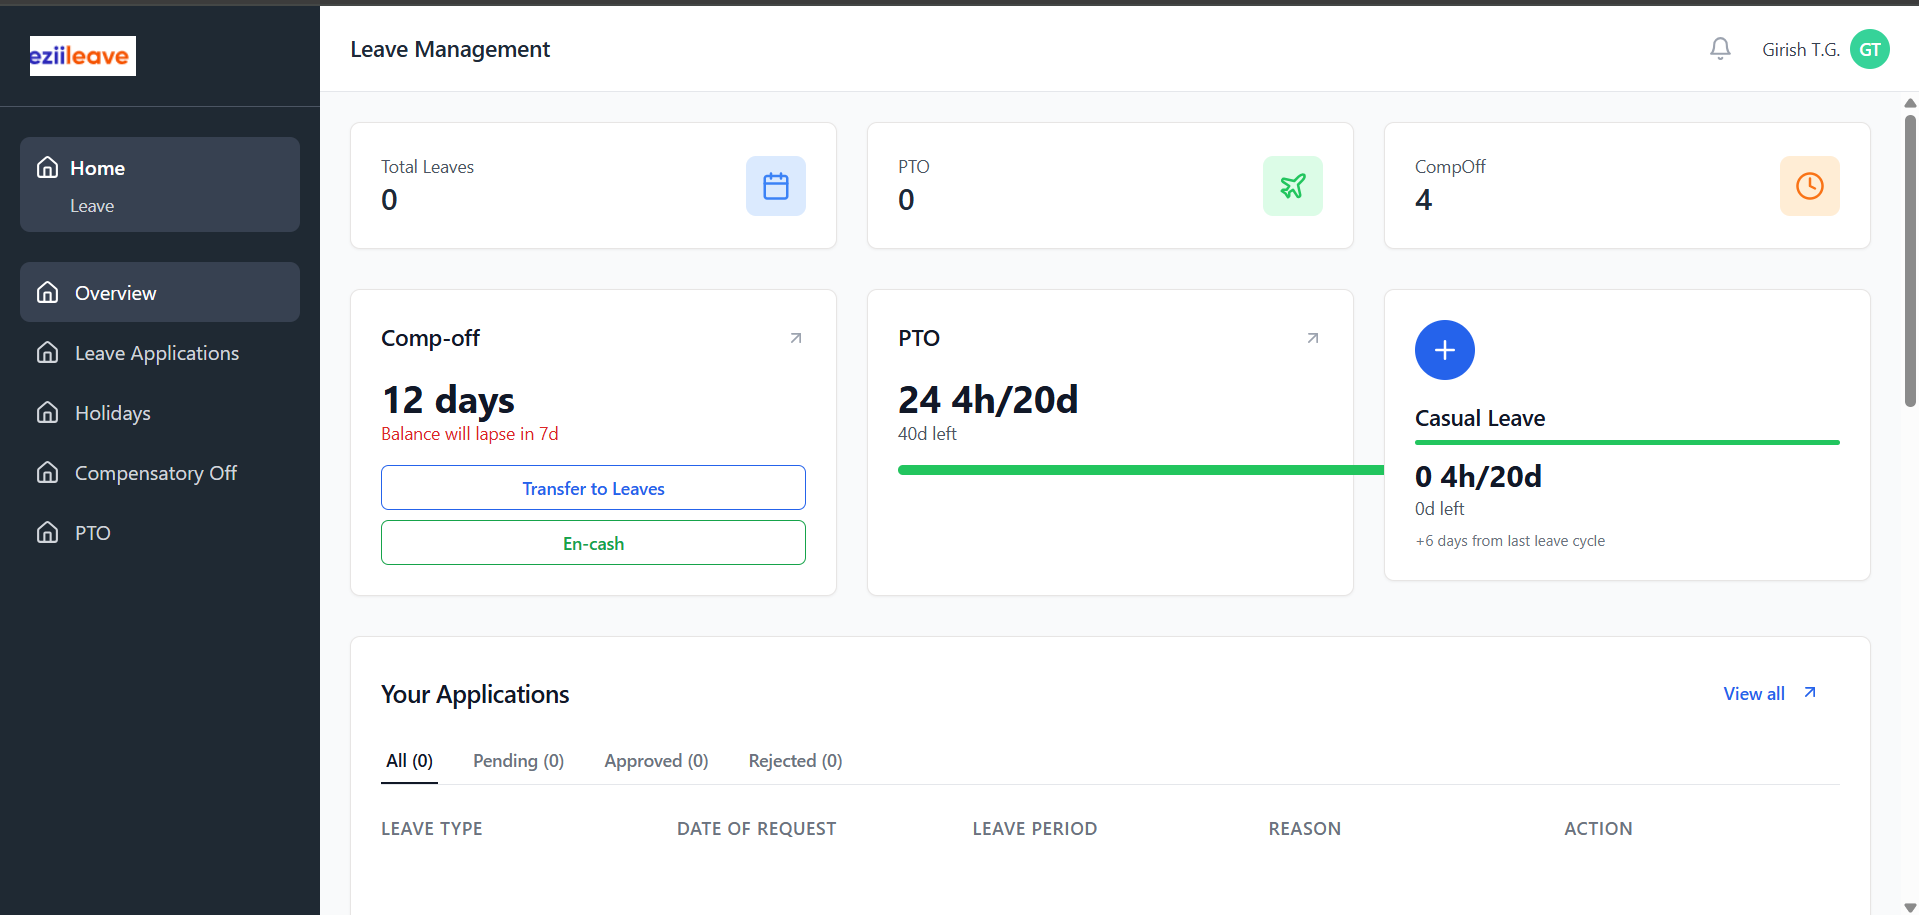 eziileave
Home
Leave
Overview
Leave Applications
Holidays
Compensatory Off
PTO
Leave Management
Girish T.G.
GT
Total Leaves
0
PTO
0
CompOff
4
Comp-off
12 days
Balance will lapse in 7d
Transfer to Leaves
En-cash
PTO
24 4h/20d
40d left
Casual Leave
0 4h/20d
0d left
+6 days from last leave cycle
Your Applications
View all
All (0) Pending (0) Approved (0) Rejected (0)
LEAVE TYPE DATE OF REQUEST LEAVE PERIOD REASON ACTION